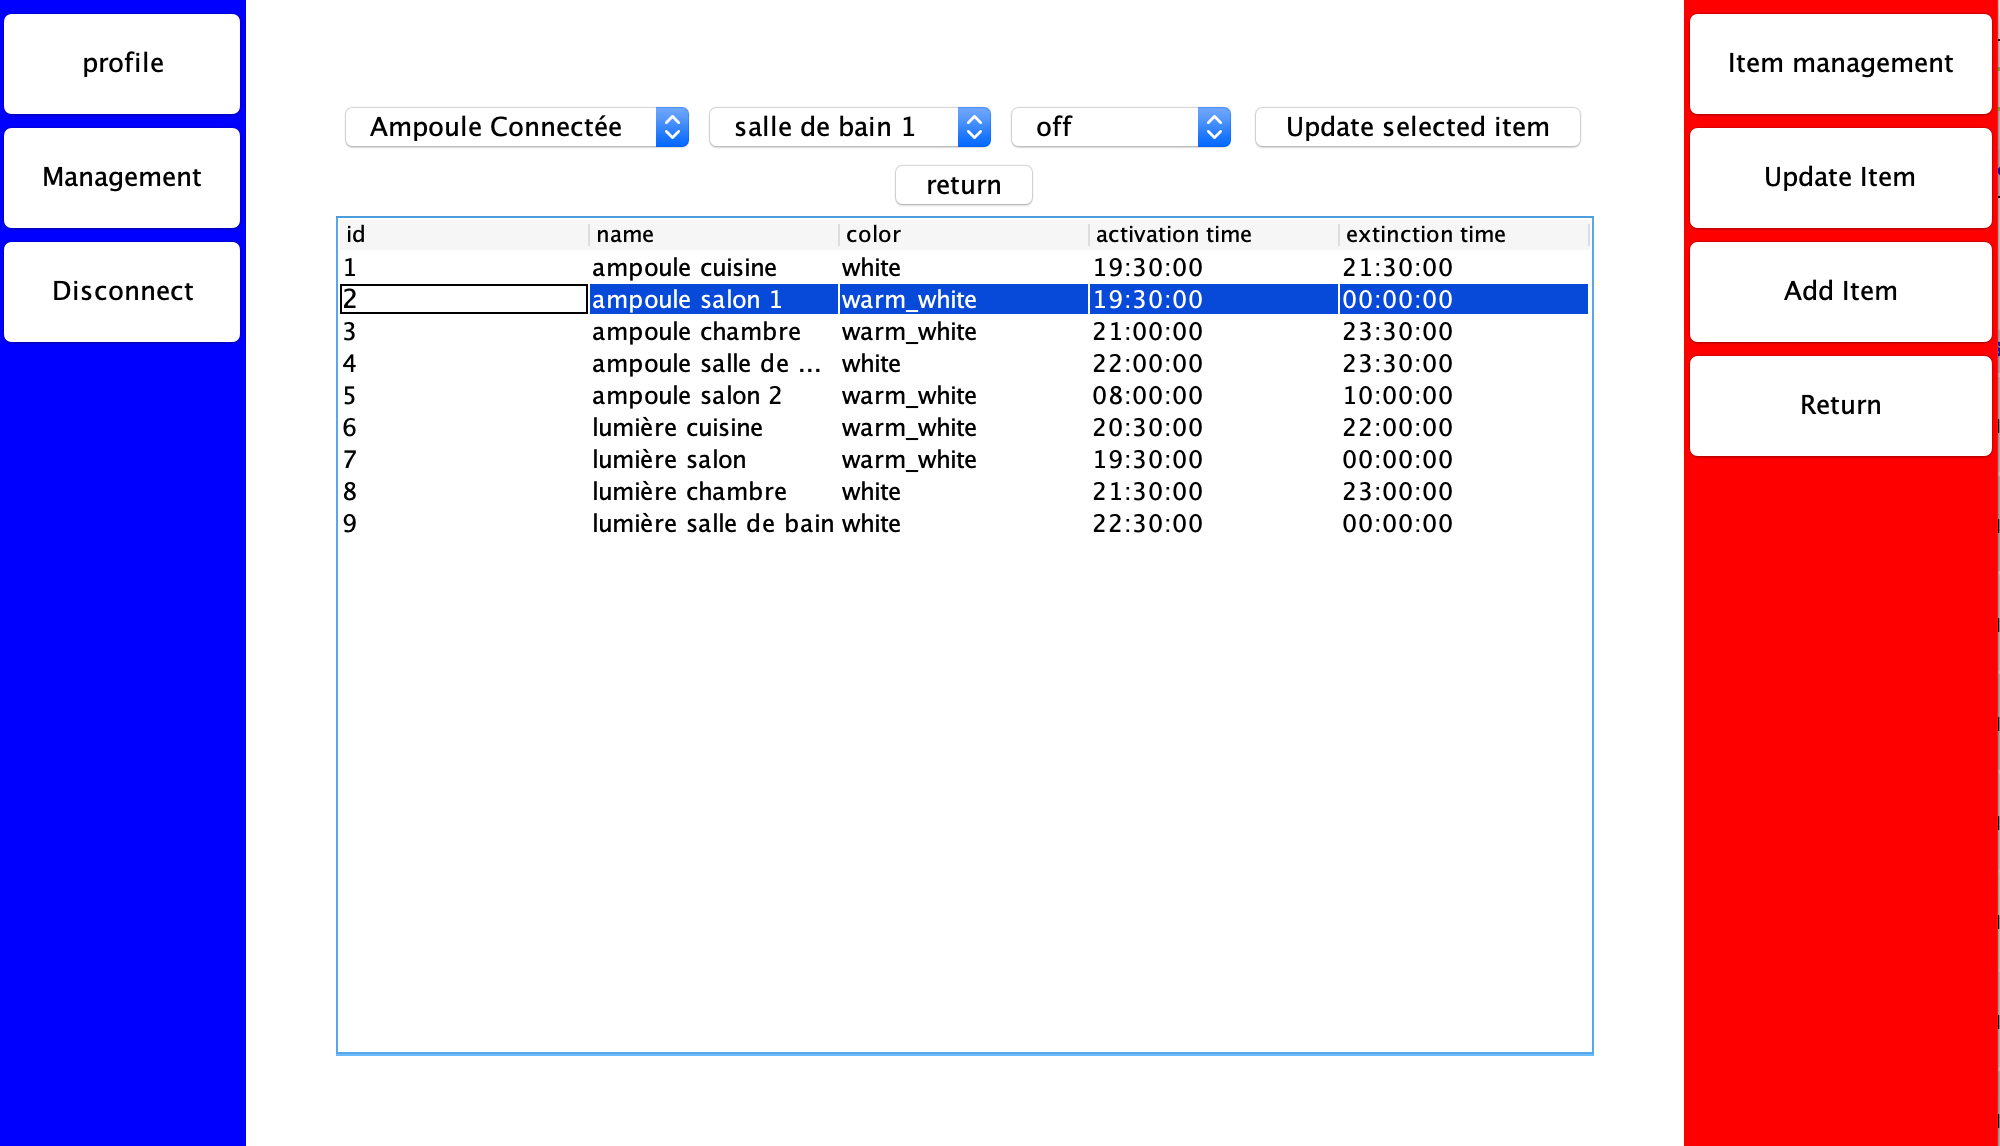 profile
Management
Disconnect
Ampoule Connectée salle de bain 1 off Update selected item
return
id name color activation time extinction time
1 ampoule cuisine white 19:30:00 21:30:00
2 ampoule salon 1 warm_white 19:30:00 00:00:00
3 ampoule chambre warm_white 21:00:00 23:30:00
4 ampoule salle de ... white 22:00:00 23:30:00
5 ampoule salon 2 warm_white 08:00:00 10:00:00
6 lumière cuisine warm_white 20:30:00 22:00:00
7 lumière salon warm_white 19:30:00 00:00:00
8 lumière chambre white 21:30:00 23:00:00
9 lumière salle de bain white 22:30:00 00:00:00
Item management
Update Item
Add Item
Return